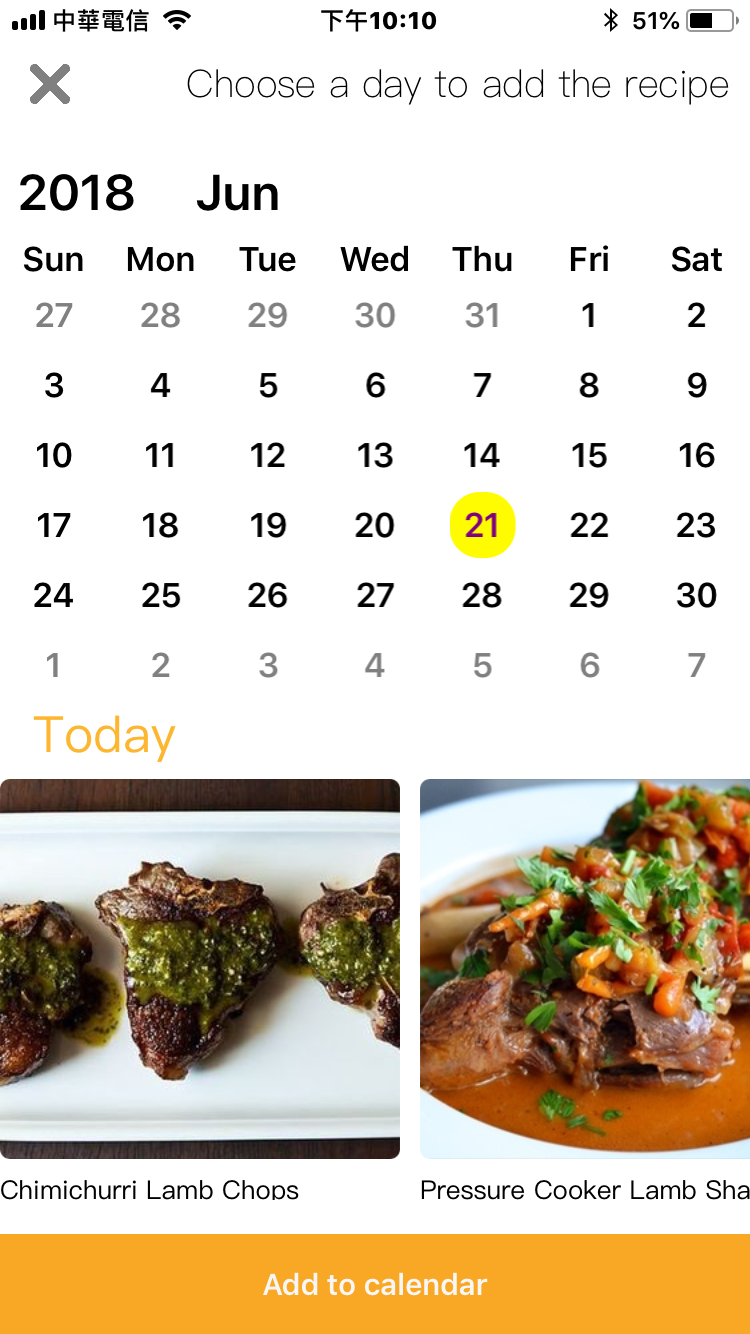 中華電信 下午10:10 51%
Choose a day to add the recipe
2018 Jun
Sun Mon Tue Wed Thu Fri Sat
27 28 29 30 31 1 2
3 4 5 6 7 8 9
10 11 12 13 14 15 16
17 18 19 20 21 22 23
24 25 26 27 28 29 30
1 2 3 4 5 6 7
Today
Chimichurri Lamb Chops Pressure Cooker Lamb Sha
Add to calendar